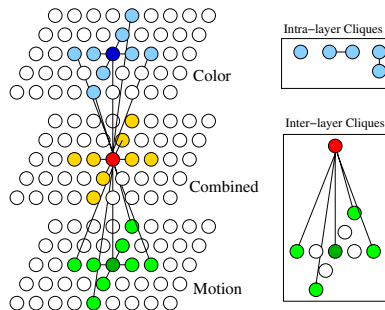 Intra-layer Cliques
Color
Inter-layer Cliques
Combined
Motion